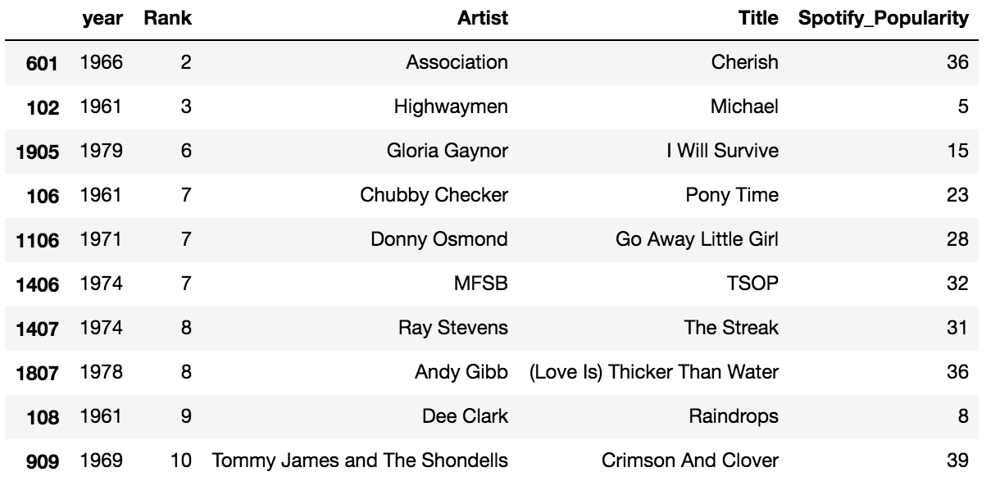 year Rank Artist Title Spotify_Popularity
601 1966 2 Association Cherish 36
102 1961 3 Highwaymen Michael 5
1905 1979 6 Gloria Gaynor I Will Survive 15
106 1961 7 Chubby Checker Pony Time 23
1106 1971 7 Donny Osmond Go Away Little Girl 28
1406 1974 7 MFSB TSOP 32
1407 1974 8 Ray Stevens The Streak 31
1807 1978 8 Andy Gibb (Love Is) Thicker Than Water 36
108 1961 9 Dee Clark Raindrops 8
909 1969 10 Tommy James and The Shondells Crimson And Clover 39